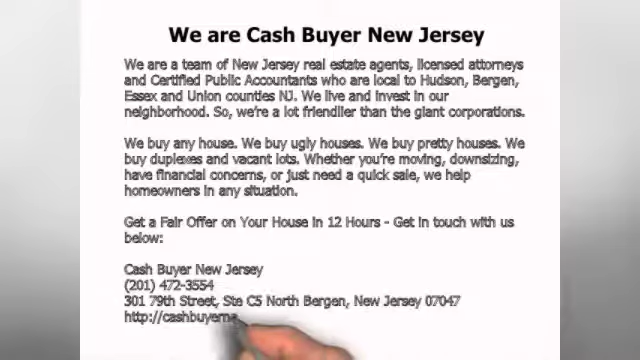 We are Cash Buyer New Jersey
We are a team of New Jersey real estate agents, licensed attorneys
and Certified Public Accountants who are local to Hudson, Bergen,
Essex and Union counties NJ. We live and invest in our
neighborhood. So, we're a lot friendlier than the giant corporations.
We buy any house. We buy ugly houses. We buy pretty houses. We
buy duplexes and vacant lots. Whether you're moving, downsizing,
have financial concerns, or just need a quick sale, we help
homeowners in any situation.
Get a Fair Offer on Your House in 12 Hours - Get in touch with us
below:
Cash Buyer New Jersey
(201) 472-3554
301 79th Street, Ste C5 North Bergen, New Jersey 07047
http://cashbuyerne